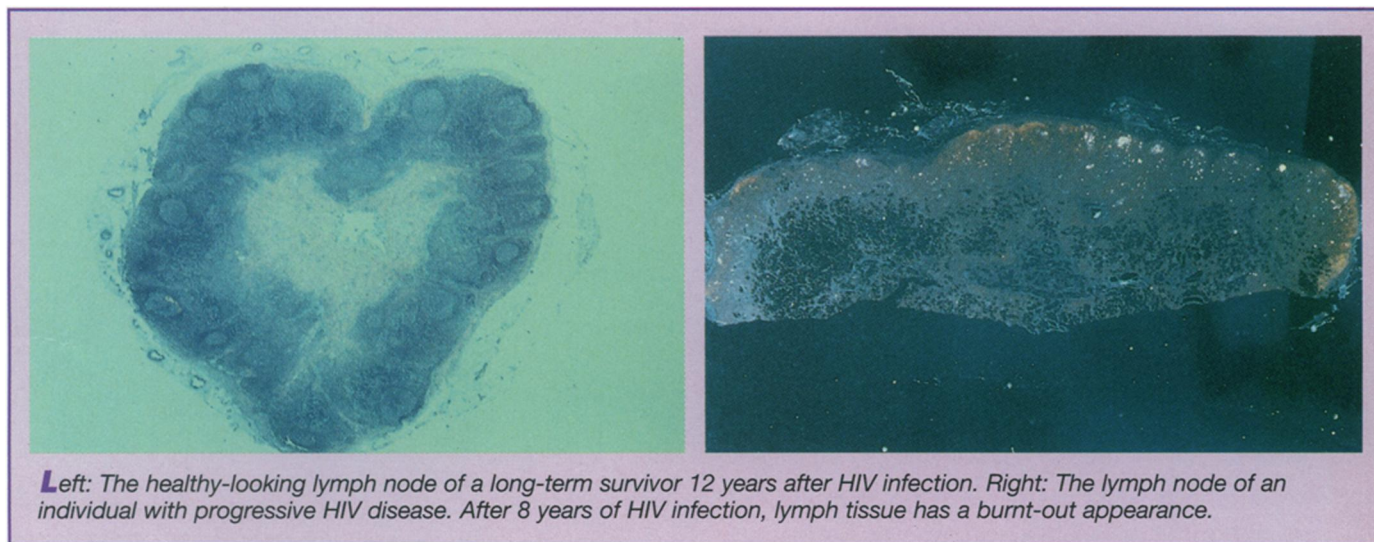 Left: The healthy-looking lymph node of a long-term survivor 12 years after HIV infection. Right: The lymph node of an
individual with progressive HIV disease. After 8 years of HIV infection, lymph tissue has a burnt-out appearance.